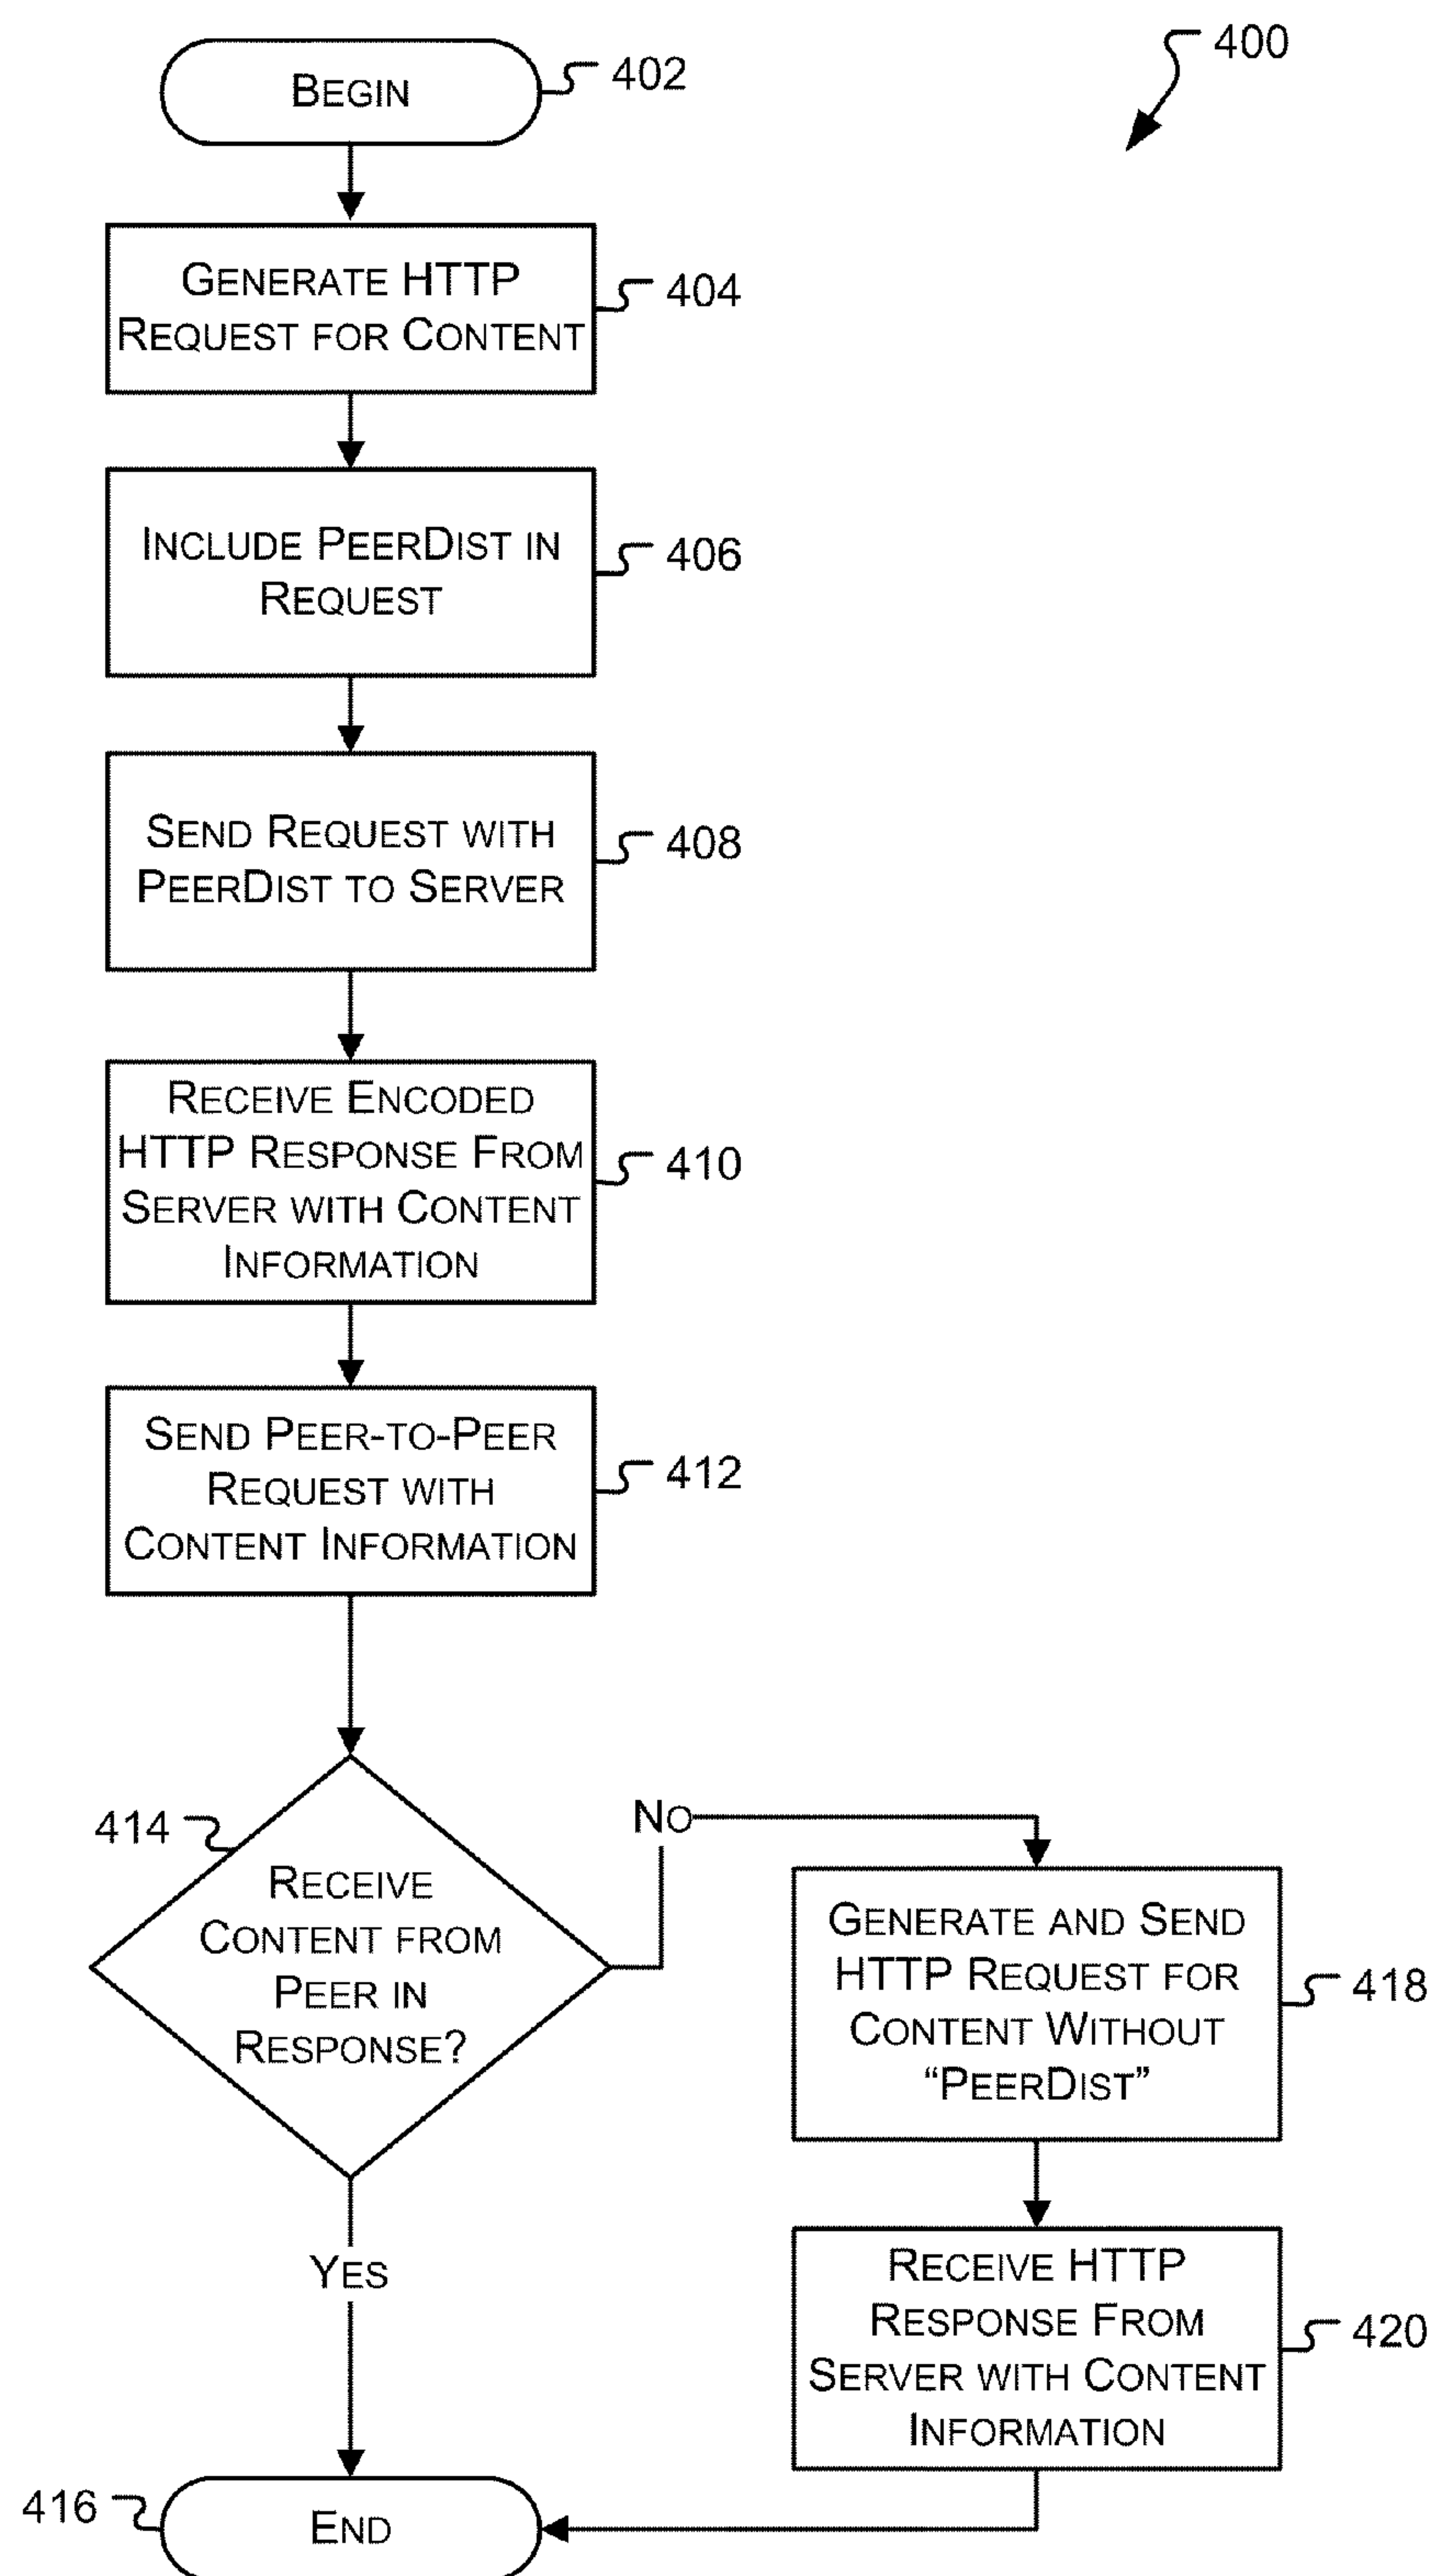 400
BEGIN
402
GENERATE HTTP
REQUEST FOR CONTENT
404
INCLUDE PEERDIST IN
REQUEST
406
SEND REQUEST WITH
PEERDIST TO SERVER
408
RECEIVE ENCODED
HTTP RESPONSE FROM
SERVER WITH CONTENT
INFORMATION
410
SEND PEER-TO-PEER
REQUEST WITH
CONTENT INFORMATION
412
414
RECEIVE
CONTENT FROM
PEER IN
RESPONSE?
NO
GENERATE AND SEND
HTTP REQUEST FOR
CONTENT WITHOUT
“PEERDIST”
418
YES
RECEIVE HTTP
RESPONSE FROM
SERVER WITH CONTENT
INFORMATION
420
416
END